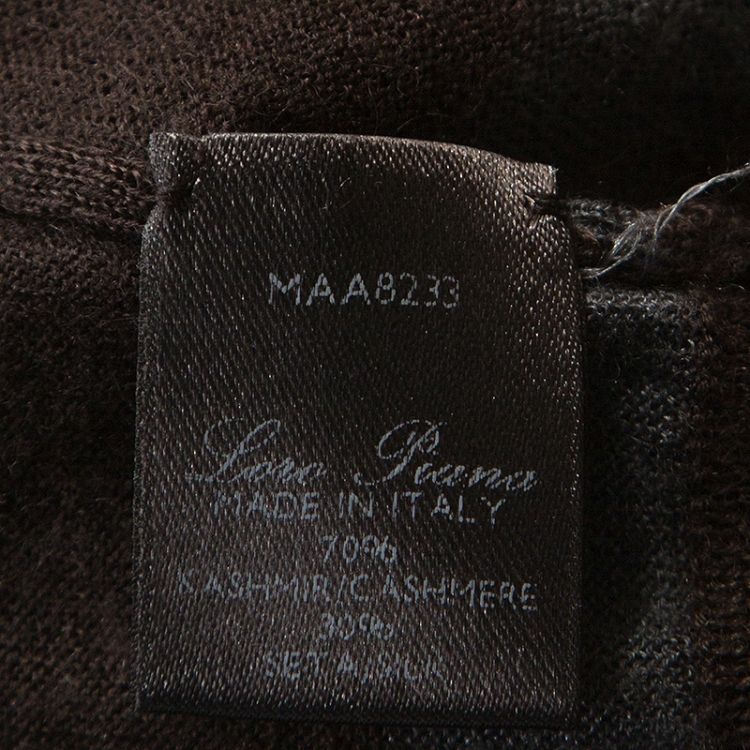 MAA8233
Loro Piana
MADE IN ITALY
70%
KASHMIR/CASHMERE
30%
SETA/SILK